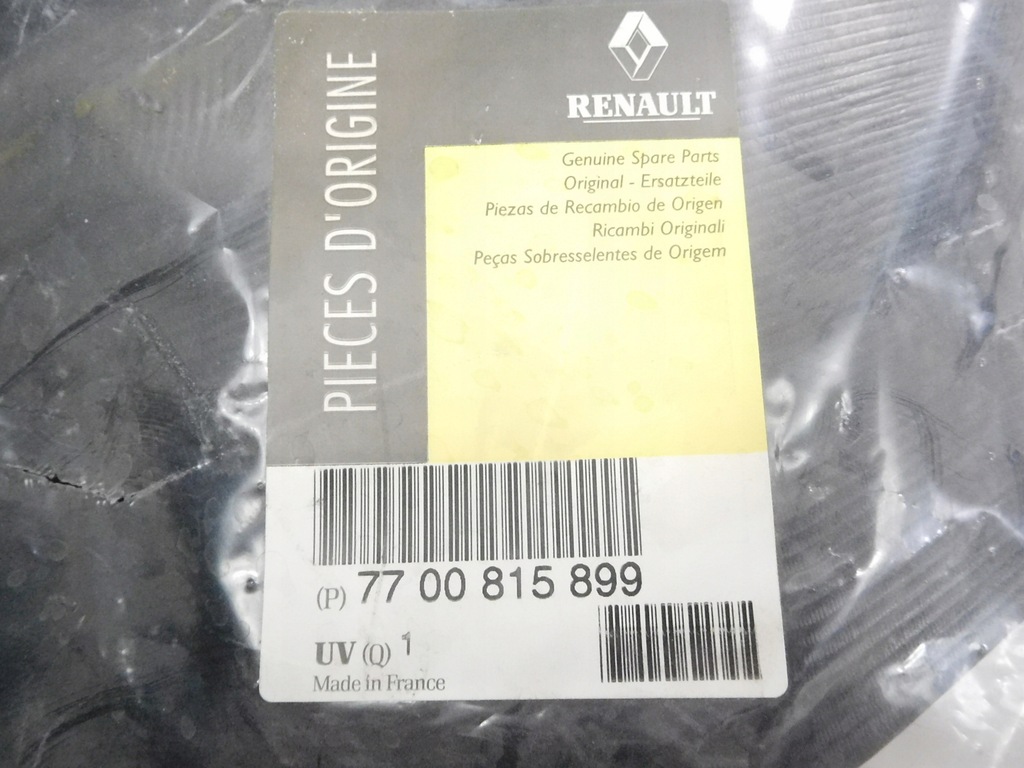 PIECES D'ORIGINE
RENAULT
Genuine Spare Parts
Original - Ersatzteile
Piezas de Recambio de Origen
Ricambi Originali
Peças Sobresselentes de Origem
(P) 77 00 815 899
UV (Q) 1
Made in France